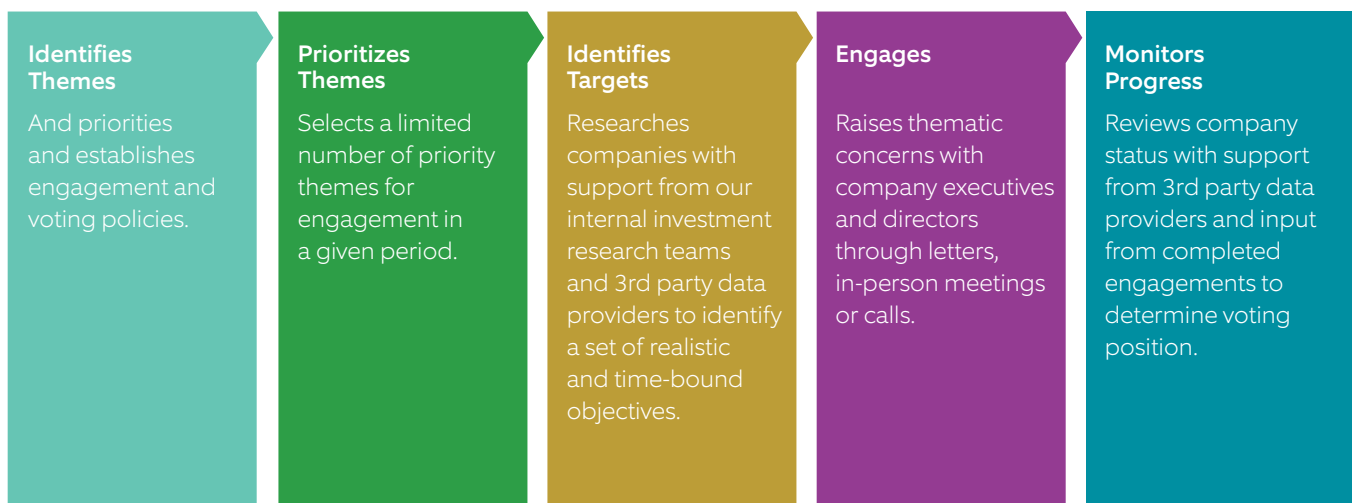 Identifies
Themes
And priorities
and establishes
engagement and
voting policies.
Prioritizes
Themes
Selects a limited
number of priority
themes for
engagement in
a given period.
Identifies
Targets
Researches
companies with
support from our
internal investment
research teams
and 3rd party data
providers to identify
a set of realistic
and time-bound
objectives.
Engages
Raises thematic
concerns with
company executives
and directors
through letters,
in-person meetings
or calls.
Monitors
Progress
Reviews company
status with support
from 3rd party data
providers and input
from completed
engagements to
determine voting
position.